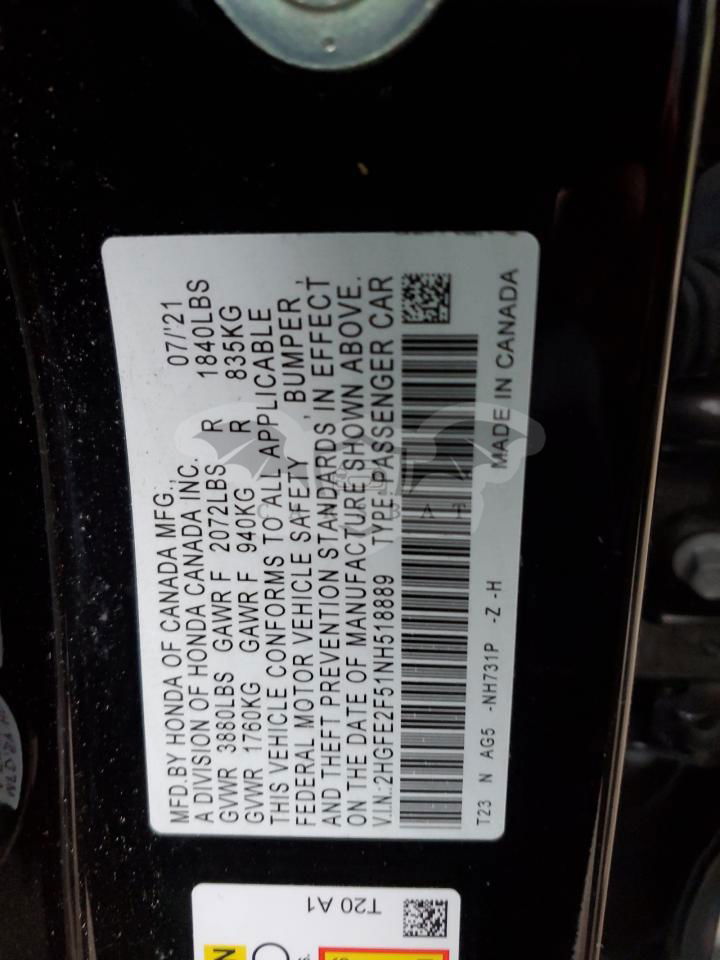 MFD.BY HONDA OF CANADA MFG., 07/'21
A DIVISION OF HONDA CANADA INC.
GVWR 3880LBS GAWR F 2072LBS R 1840LBS
GVWR 1760KG GAWR F 940KG R 835KG
THIS VEHICLE CONFORMS TO ALL APPLICABLE
FEDERAL MOTOR VEHICLE SAFETY , BUMPER ,
AND THEFT PREVENTION STANDARDS IN EFFECT
ON THE DATE OF MANUFACTURE SHOWN ABOVE.
V.I.N.:2HGFE2F51NH518889 TYPE:PASSENGER CAR
T23 N AG5 -NH731P -Z -H MADE IN CANADA
T20 A1